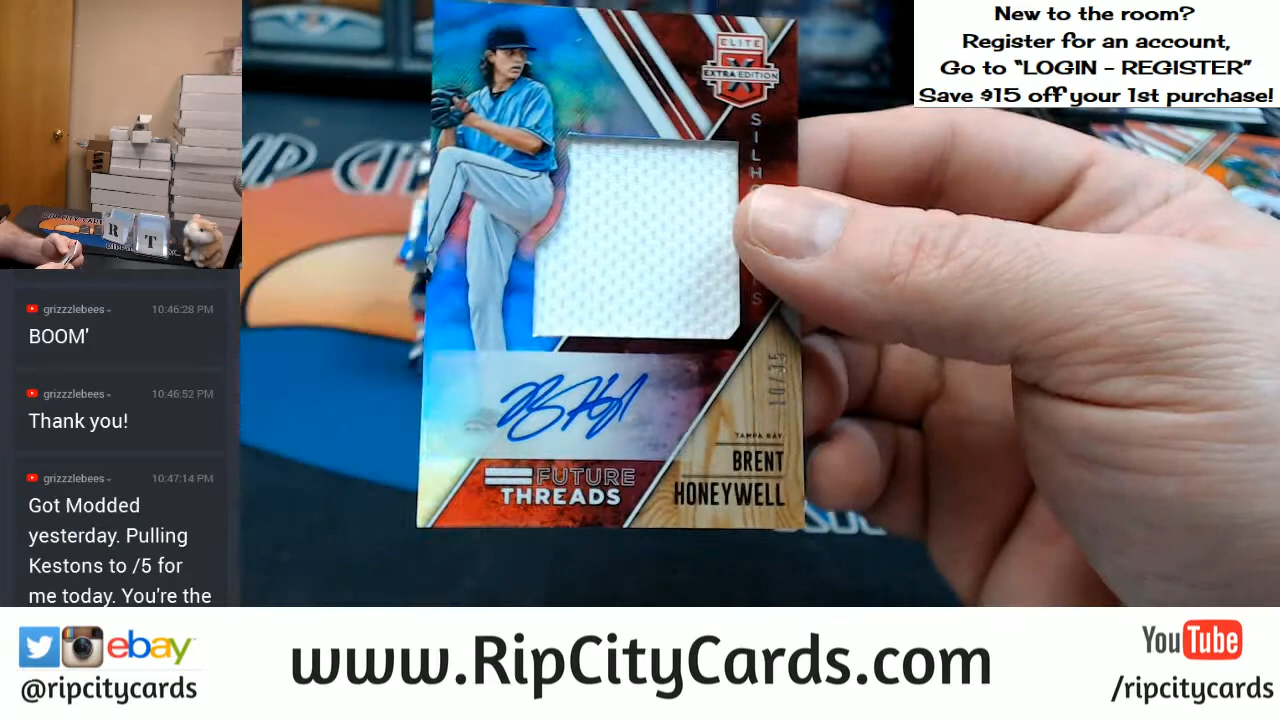 New to the room?
Register for an account,
Go to "LOGIN - REGISTER"
Save $15 off your 1st purchase!
R T
grizzzlebees 10:46:28 PM
BOOM'
grizzzlebees 10:46:52 PM
Thank you!
grizzzlebees 10:47:14 PM
Got Modded
yesterday. Pulling
Kestons to /5 for
me today. You're the
ELITE
X
EXTRA EDITION
10/35
TAMPA BAY
BRENT
HONEYWELL
FUTURE
THREADS
ebay
@ripcitycards
www.RipCityCards.com
YouTube
/ripcitycards